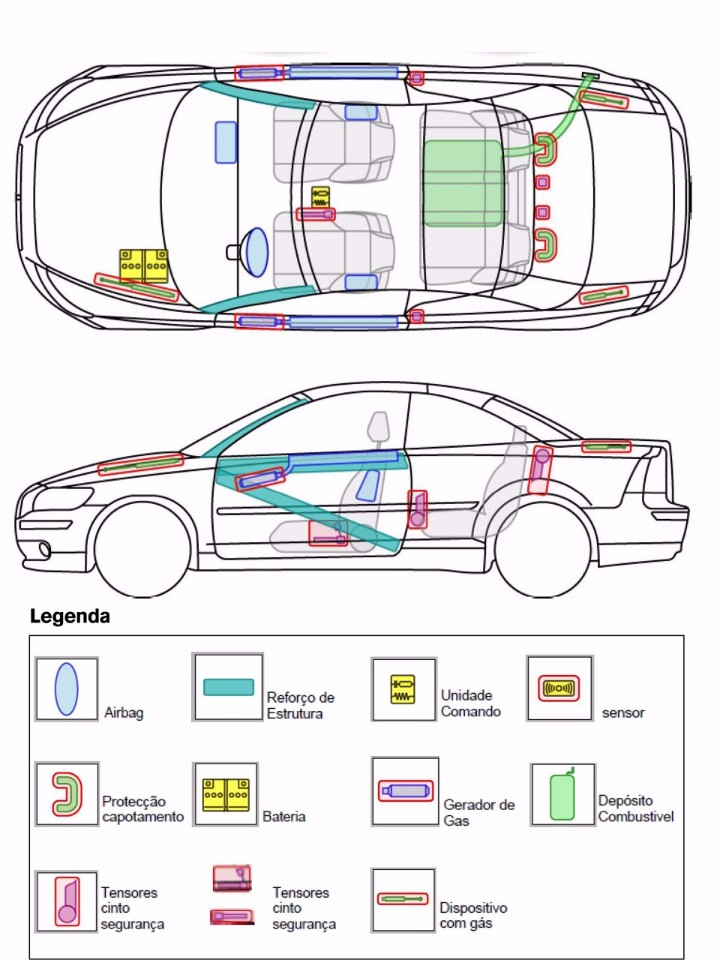 Legenda
Airbag
Reforço de
Estrutura
Unidade
Comando
sensor
Protecção
capotamento
Bateria
Gerador de
Gas
Depósito
Combustivel
Tensores
cinto
segurança
Tensores
cinto
segurança
Dispositivo
com gás